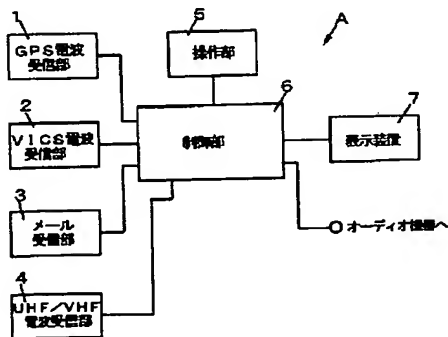 1
GPS電波
受信部
5
操作部
A
6
制御部
2
VICS電波
受信部
7
表示装置
3
メール
受信部
オーディオ機器へ
4
UHF/VHF
電波受信部